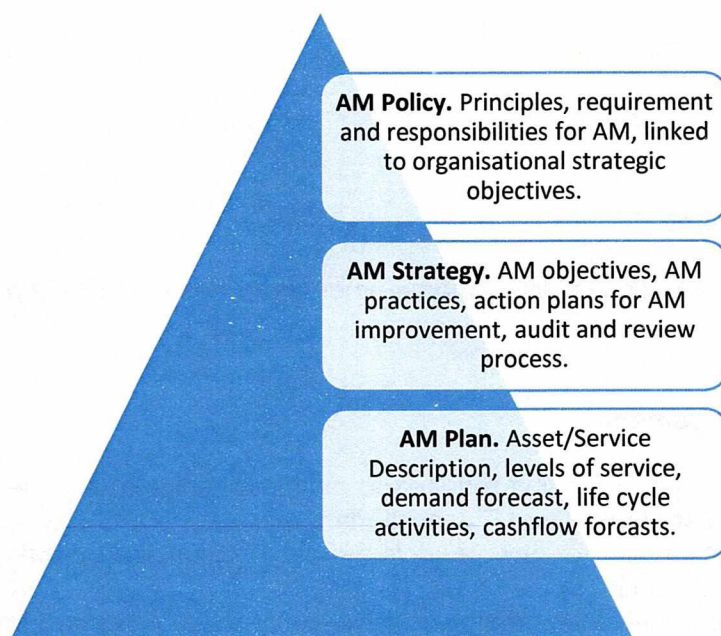 AM Policy. Principles, requirement
and responsibilities for AM, linked
to organisational strategic
objectives.
AM Strategy. AM objectives, AM
practices, action plans for AM
improvement, audit and review
process.
AM Plan. Asset/Service
Description, levels of service,
demand forecast, life cycle
activities, cashflow forcasts.